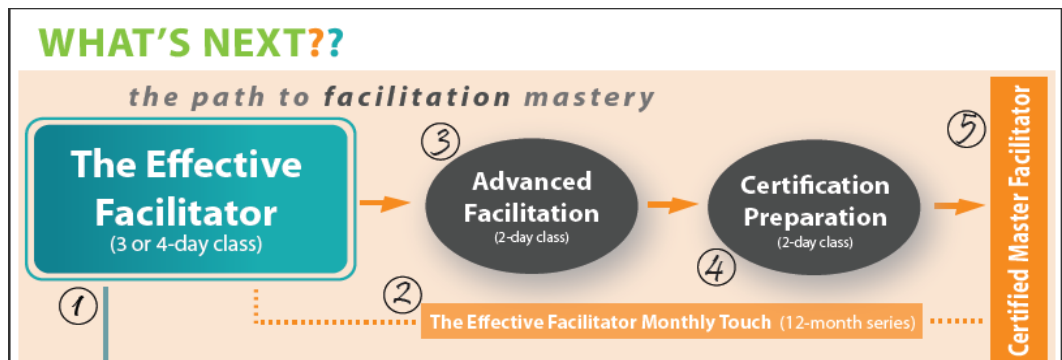 WHAT'S NEXT??
the path to facilitation mastery
The Effective
Facilitator
(3 or 4-day class)
1
3
Advanced
Facilitation
(2-day class)
Certification
Preparation
(2-day class)
4
5
Certified Master Facilitator
2
The Effective Facilitator Monthly Touch (12-month series)